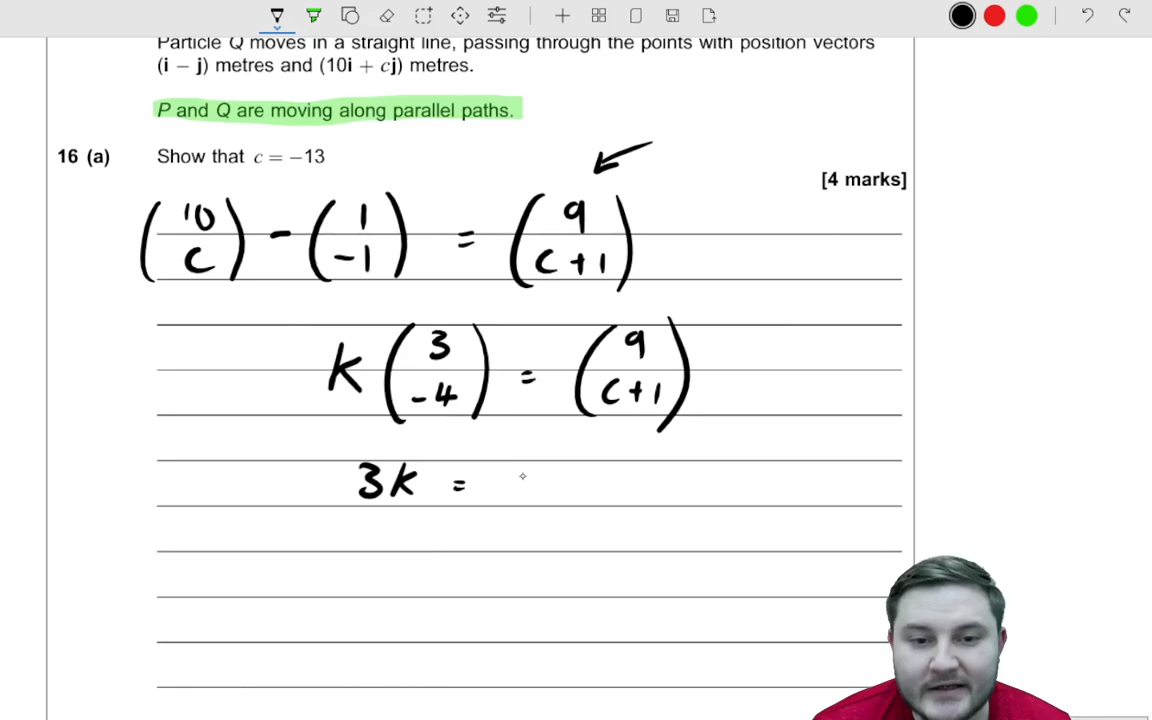 Particle Q moves in a straight line, passing through the points with position vectors
(i − j) metres and (10i + cj) metres.
P and Q are moving along parallel paths.
16 (a) Show that c = −13
[4 marks]
(10 c) - (1 -1) = (9 c+1)
k (3 -4) = (9 c+1)
3k =